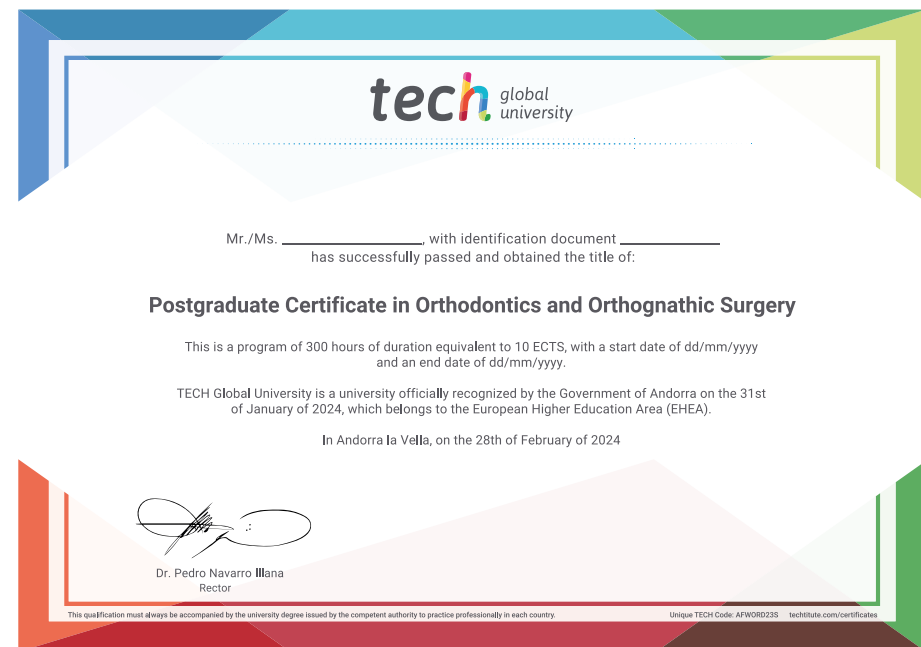 tech global university
Mr./Ms. ____________, with identification document ____________
has successfully passed and obtained the title of:
Postgraduate Certificate in Orthodontics and Orthognathic Surgery
This is a program of 300 hours of duration equivalent to 10 ECTS, with a start date of dd/mm/yyyy
and an end date of dd/mm/yyyy.
TECH Global University is a university officially recognized by the Government of Andorra on the 31st
of January of 2024, which belongs to the European Higher Education Area (EHEA).
In Andorra la Vella, on the 28th of February of 2024
Dr. Pedro Navarro Illana
Rector
This qualification must always be accompanied by the university degree issued by the competent authority to practice professionally in each country. Unique TECH Code: AFWORD23S techtitute.com/certificates